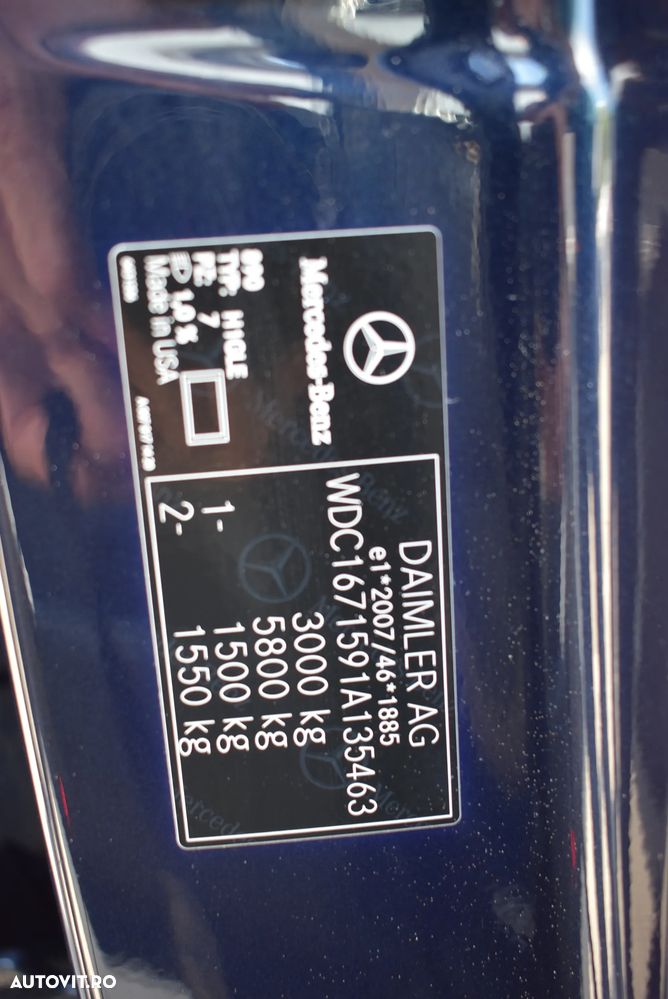 Mercedes-Benz
TYP: H1GLE
7
1.0 %
Made in USA
DAIMLER AG
e1*2007/46*1885
WDC1671591A135463
3000 kg
5800 kg
1- 1500 kg
2- 1550 kg
AUTOVIT.RO